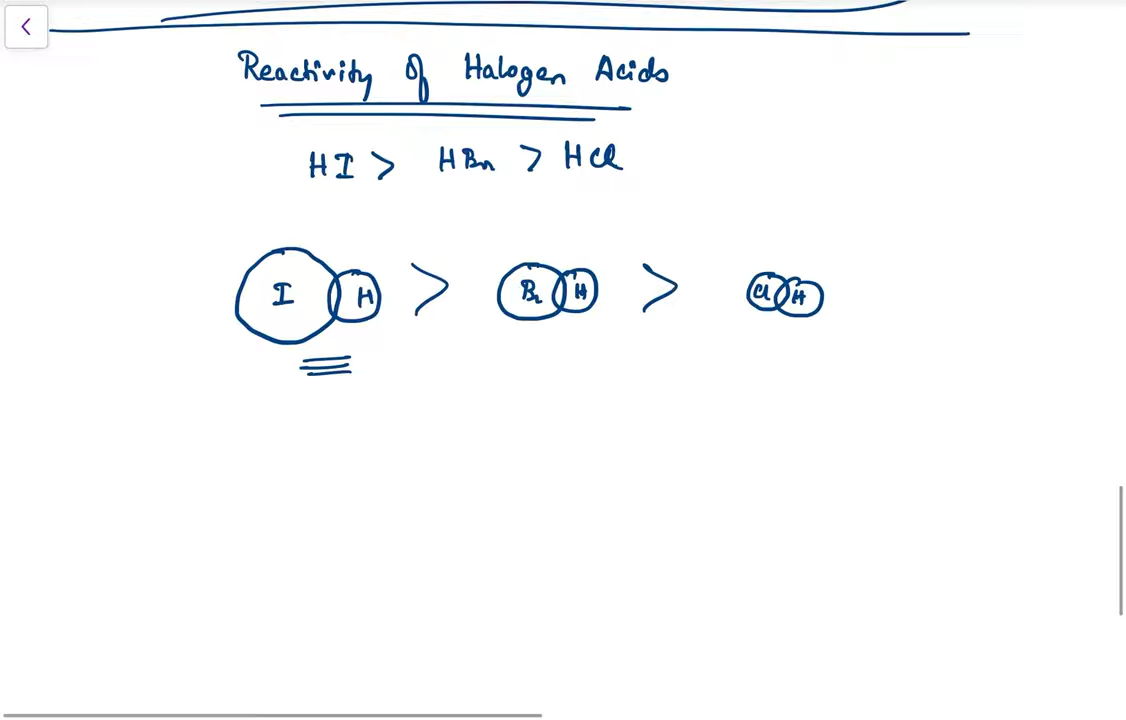 Reactivity Of Halogen Acids
HI > HBr > HCl
I H > Br H > Cl H